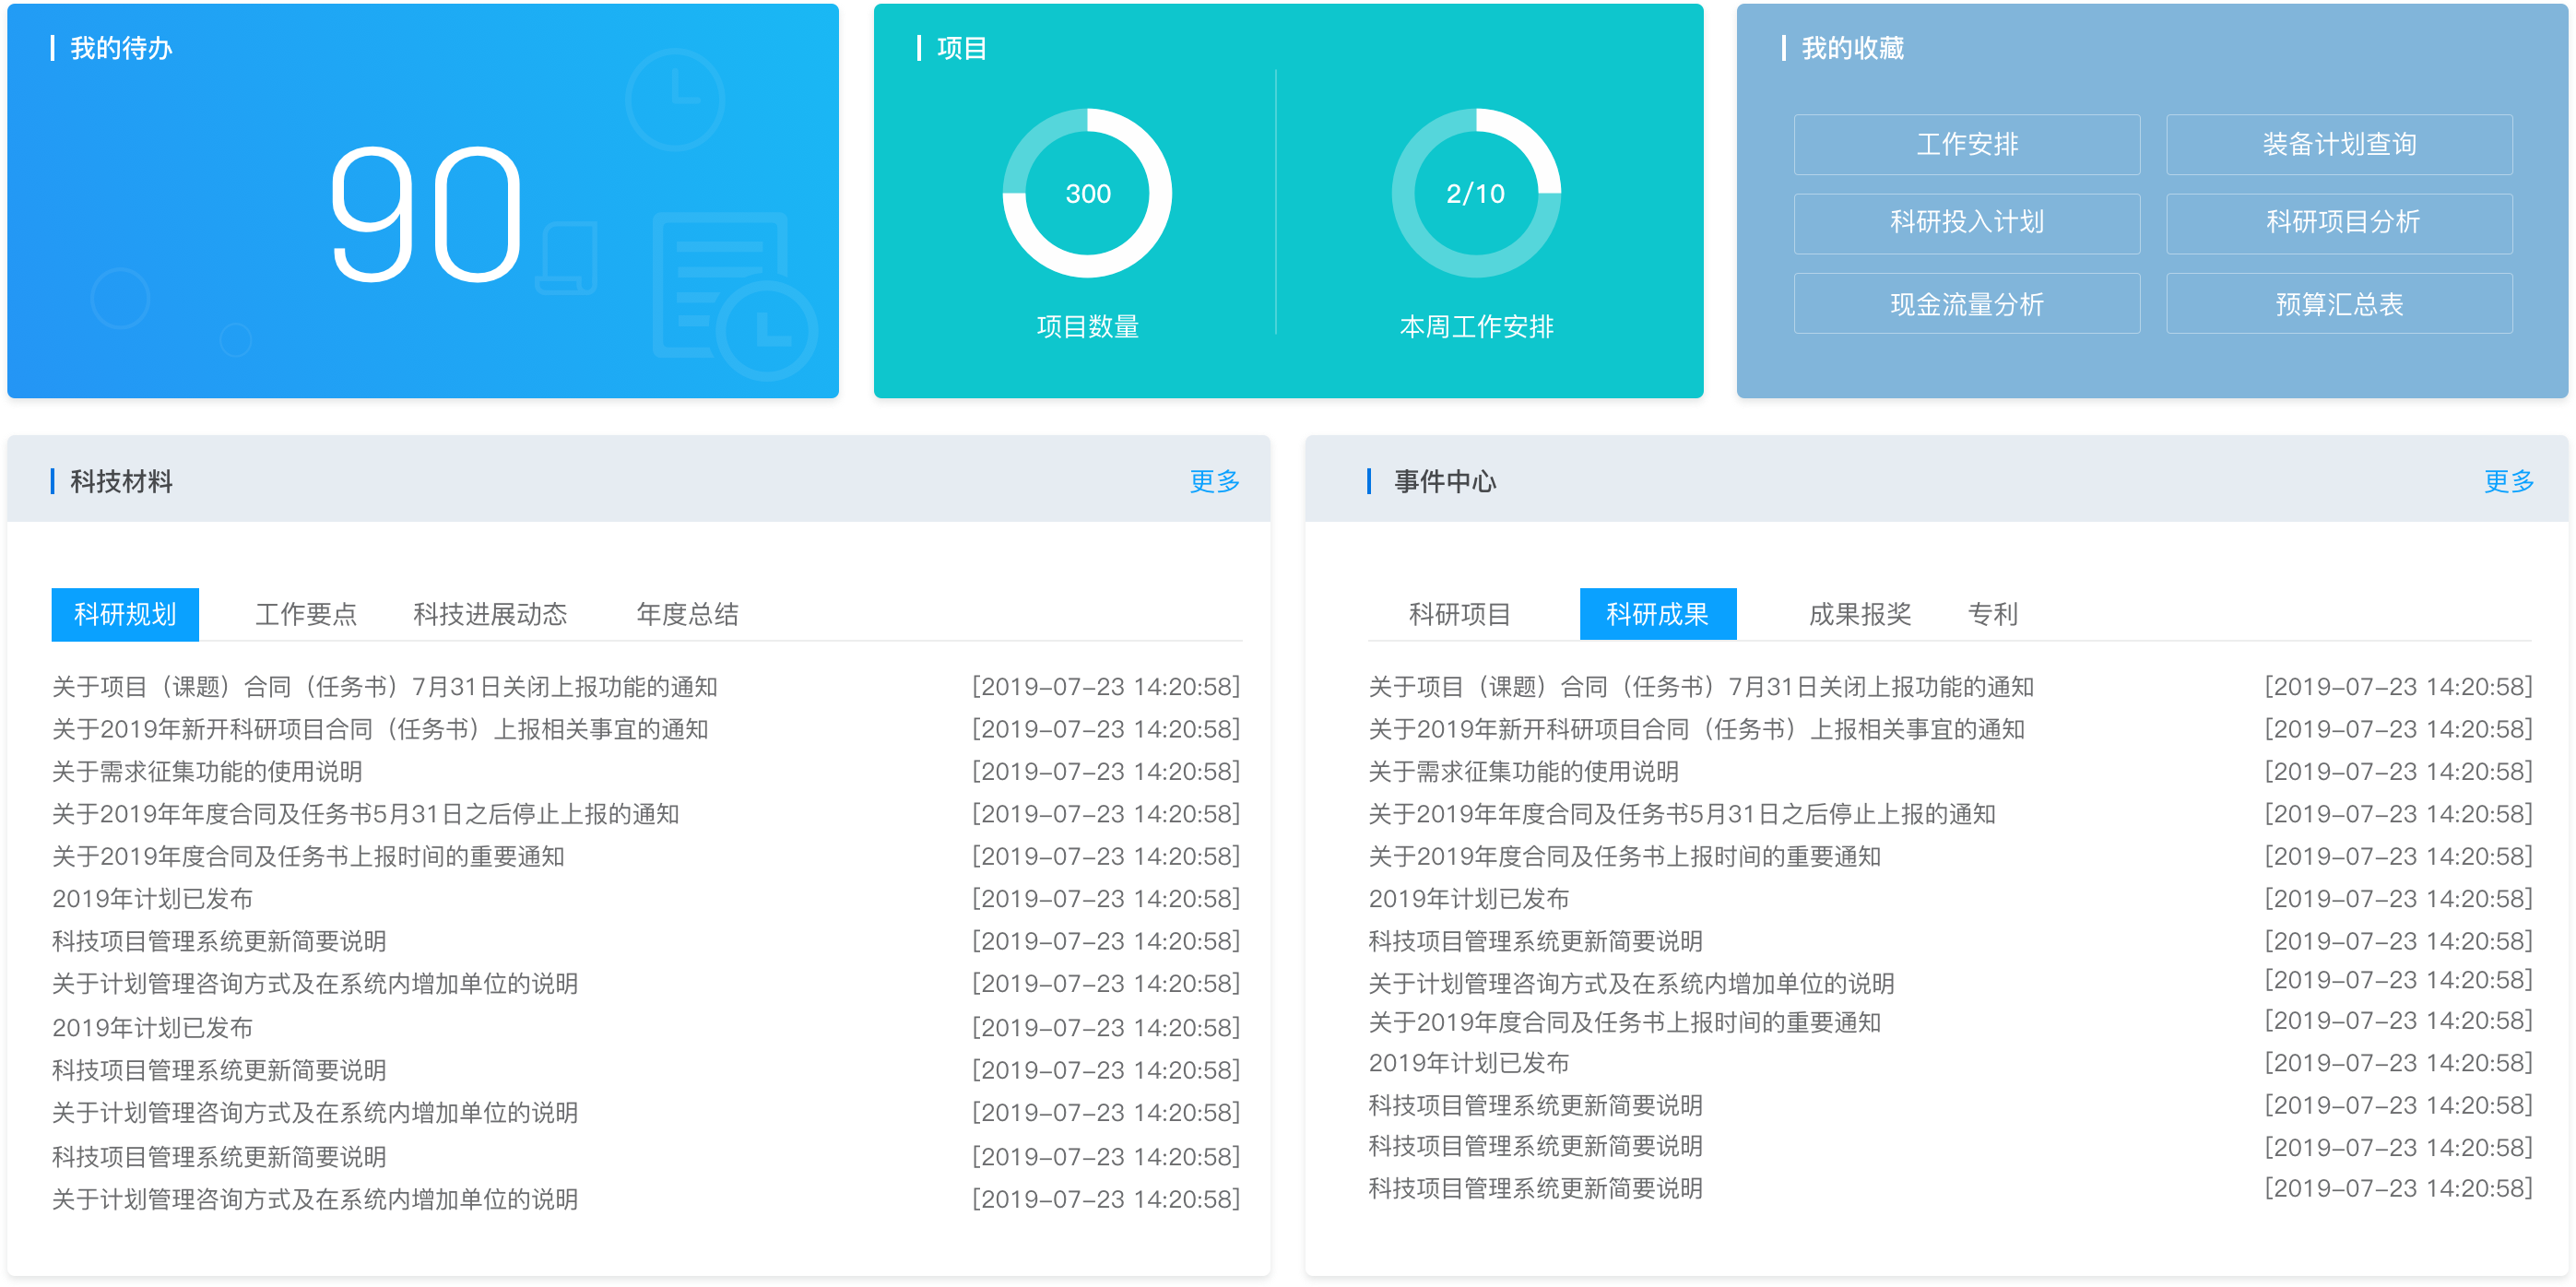 我的待办
90
项目
300
项目数量
2/10
本周工作安排
我的收藏
工作安排 装备计划查询
科研投入计划 科研项目分析
现金流量分析 预算汇总表
科技材料 更多
科研规划 工作要点 科技进展动态 年度总结
关于项目（课题）合同（任务书）7月31日关闭上报功能的通知 [2019-07-23 14:20:58]
关于2019年新开科研项目合同（任务书）上报相关事宜的通知 [2019-07-23 14:20:58]
关于需求征集功能的使用说明 [2019-07-23 14:20:58]
关于2019年年度合同及任务书5月31日之后停止上报的通知 [2019-07-23 14:20:58]
关于2019年度合同及任务书上报时间的重要通知 [2019-07-23 14:20:58]
2019年计划已发布 [2019-07-23 14:20:58]
科技项目管理系统更新简要说明 [2019-07-23 14:20:58]
关于计划管理咨询方式及在系统内增加单位的说明 [2019-07-23 14:20:58]
2019年计划已发布 [2019-07-23 14:20:58]
科技项目管理系统更新简要说明 [2019-07-23 14:20:58]
关于计划管理咨询方式及在系统内增加单位的说明 [2019-07-23 14:20:58]
科技项目管理系统更新简要说明 [2019-07-23 14:20:58]
关于计划管理咨询方式及在系统内增加单位的说明 [2019-07-23 14:20:58]
事件中心 更多
科研项目 科研成果 成果报奖 专利
关于项目（课题）合同（任务书）7月31日关闭上报功能的通知 [2019-07-23 14:20:58]
关于2019年新开科研项目合同（任务书）上报相关事宜的通知 [2019-07-23 14:20:58]
关于需求征集功能的使用说明 [2019-07-23 14:20:58]
关于2019年年度合同及任务书5月31日之后停止上报的通知 [2019-07-23 14:20:58]
关于2019年度合同及任务书上报时间的重要通知 [2019-07-23 14:20:58]
2019年计划已发布 [2019-07-23 14:20:58]
科技项目管理系统更新简要说明 [2019-07-23 14:20:58]
关于计划管理咨询方式及在系统内增加单位的说明 [2019-07-23 14:20:58]
关于2019年度合同及任务书上报时间的重要通知 [2019-07-23 14:20:58]
2019年计划已发布 [2019-07-23 14:20:58]
科技项目管理系统更新简要说明 [2019-07-23 14:20:58]
科技项目管理系统更新简要说明 [2019-07-23 14:20:58]
科技项目管理系统更新简要说明 [2019-07-23 14:20:58]